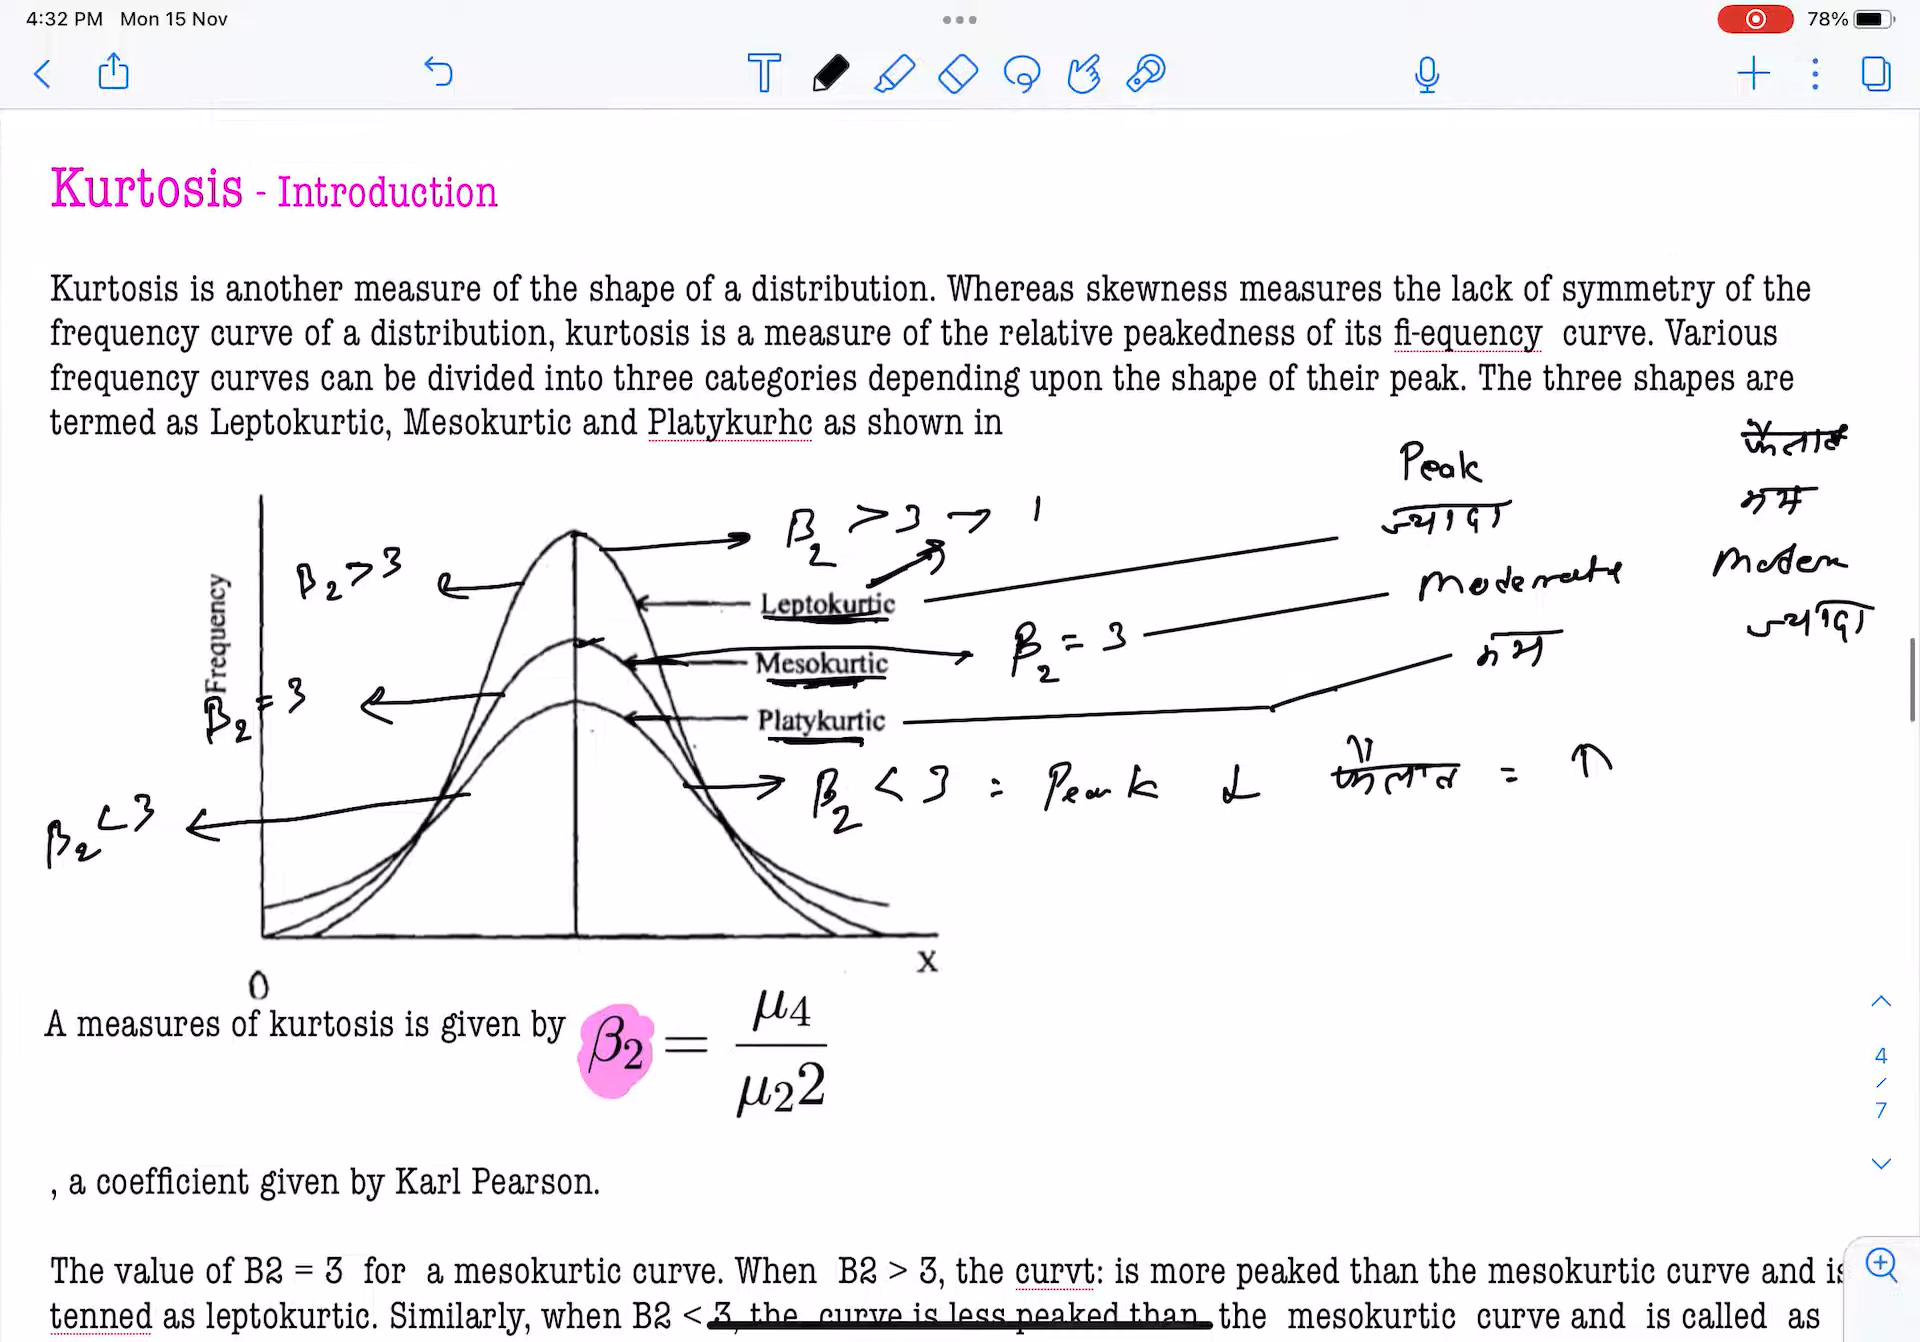 4:32 PM Mon 15 Nov
78%
Kurtosis - Introduction
Kurtosis is another measure of the shape of a distribution. Whereas skewness measures the lack of symmetry of the
frequency curve of a distribution, kurtosis is a measure of the relative peakedness of its fi-equency curve. Various
frequency curves can be divided into three categories depending upon the shape of their peak. The three shapes are
termed as Leptokurtic, Mesokurtic and Platykurhc as shown in
Peak
फैलाव
β₂ > 3 → 1
ज्यादा
कम
β₂ > 3
Leptokurtic
Moderate
Modern
Frequency
β₂ = 3
Mesokurtic
β₂ = 3
कम
ज्यादा
Platykurtic
β₂ < 3
β₂ < 3 = Peak ↓ फैलाव = ↑
X
0
A measures of kurtosis is given by β₂ = μ4
μ₂2
, a coefficient given by Karl Pearson.
4
/
7
The value of B2 = 3 for a mesokurtic curve. When B2 > 3, the curvt: is more peaked than the mesokurtic curve and is
tenned as leptokurtic. Similarly, when B2 < 3, the curve is less peaked than the mesokurtic curve and is called as